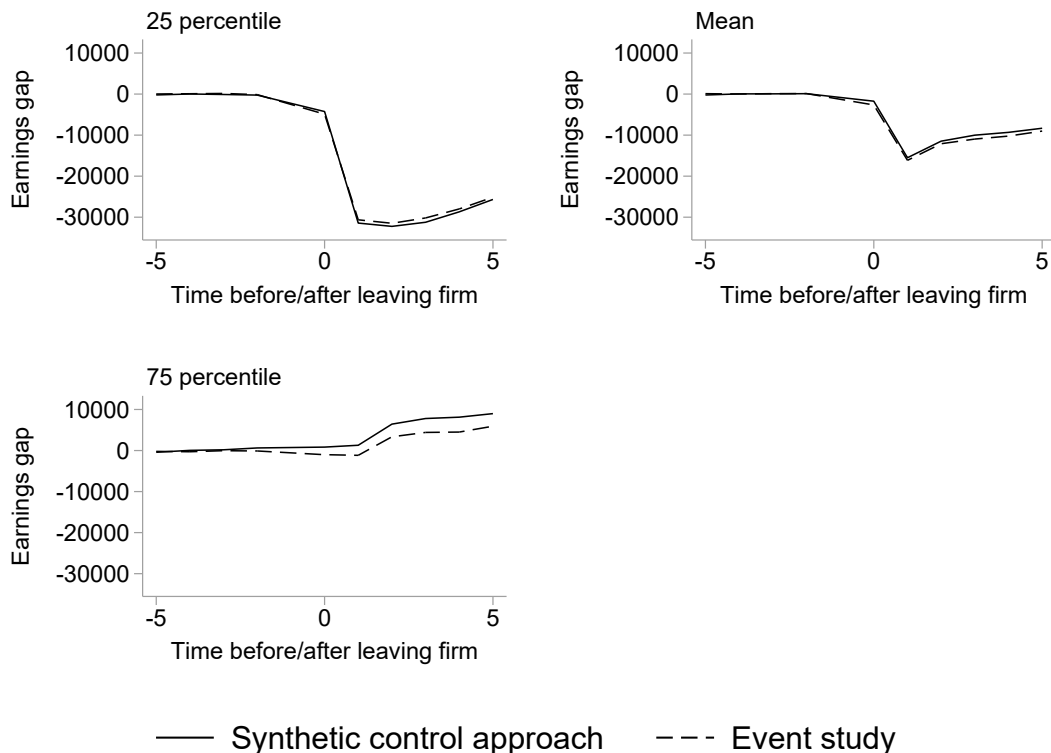 25 percentile
10000
0
-10000
-20000
-30000
Earnings gap
-5 0 5
Time before/after leaving firm
Mean
10000
0
-10000
-20000
-30000
Earnings gap
-5 0 5
Time before/after leaving firm
75 percentile
10000
0
-10000
-20000
-30000
Earnings gap
-5 0 5
Time before/after leaving firm
Synthetic control approach Event study